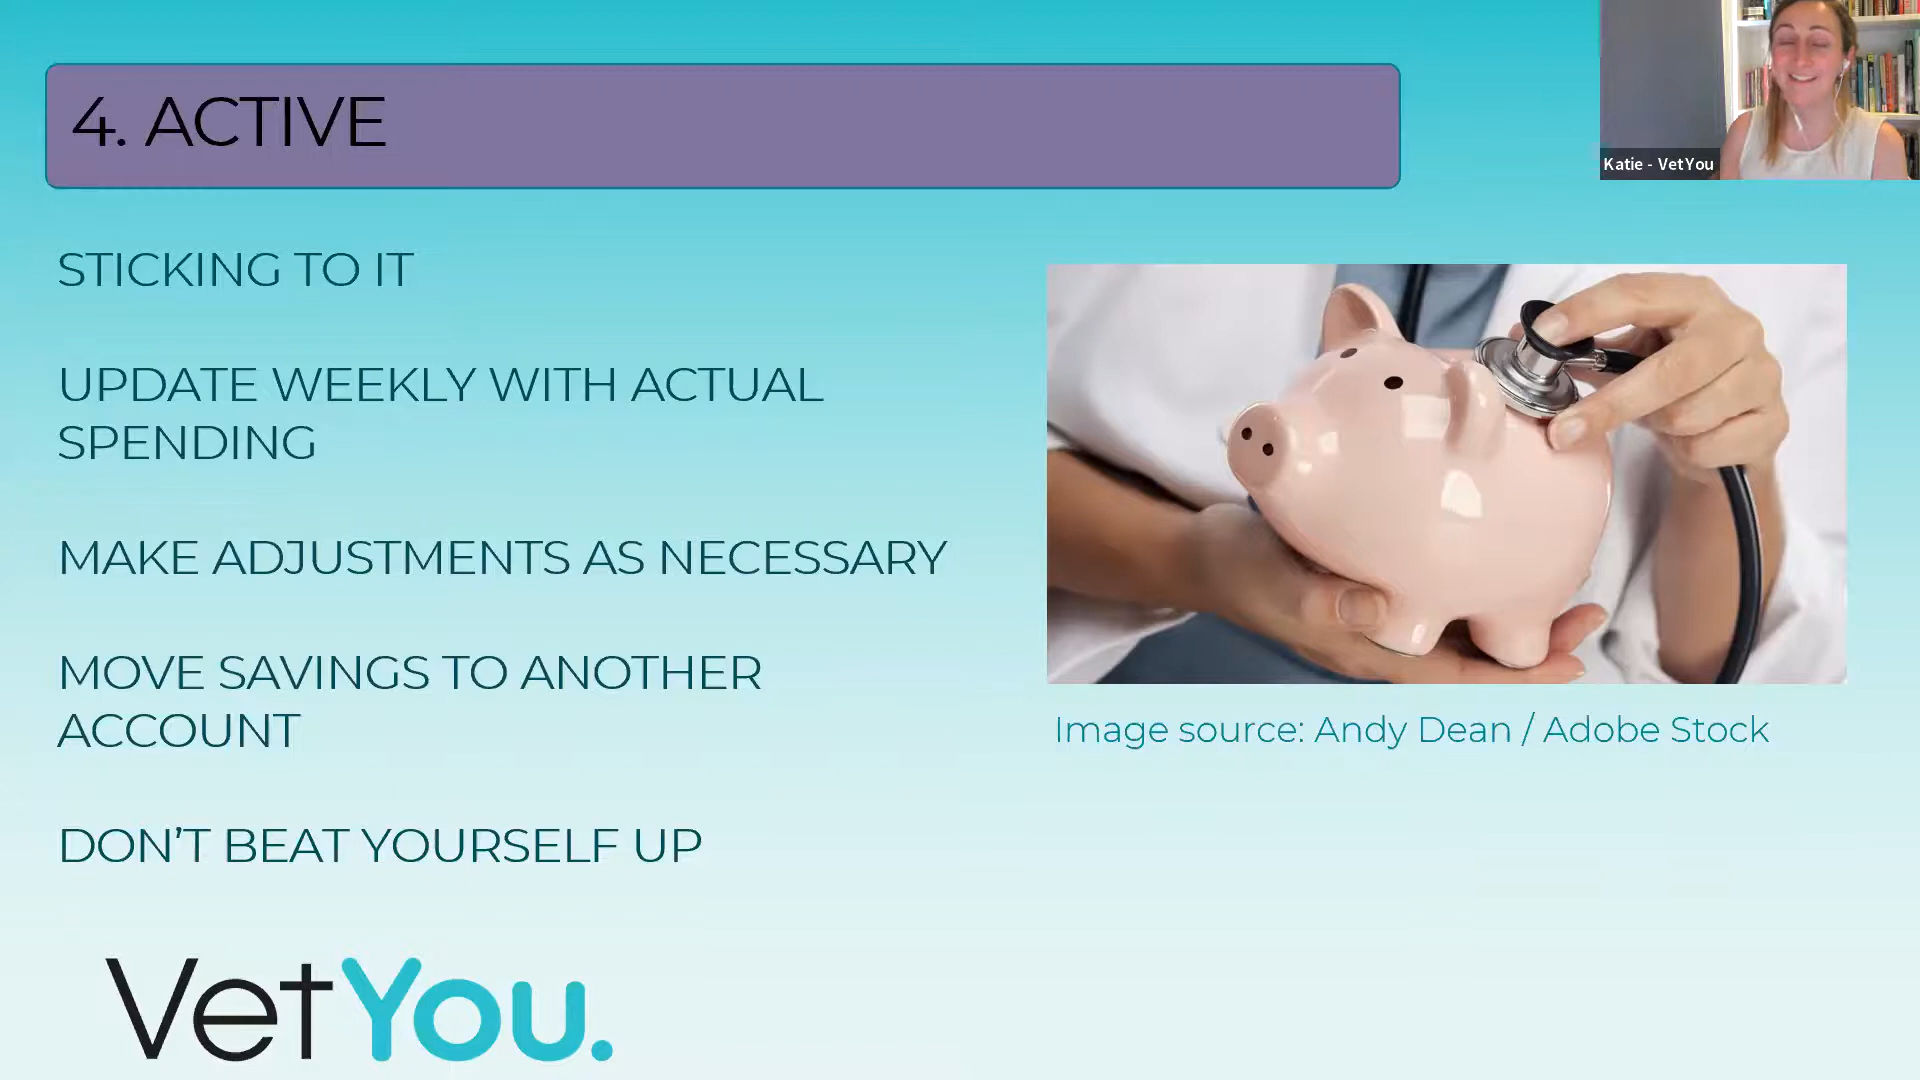 4. ACTIVE
Katie - VetYou
STICKING TO IT
UPDATE WEEKLY WITH ACTUAL
SPENDING
MAKE ADJUSTMENTS AS NECESSARY
MOVE SAVINGS TO ANOTHER
ACCOUNT
DON’T BEAT YOURSELF UP
Image source: Andy Dean / Adobe Stock
VetYou.